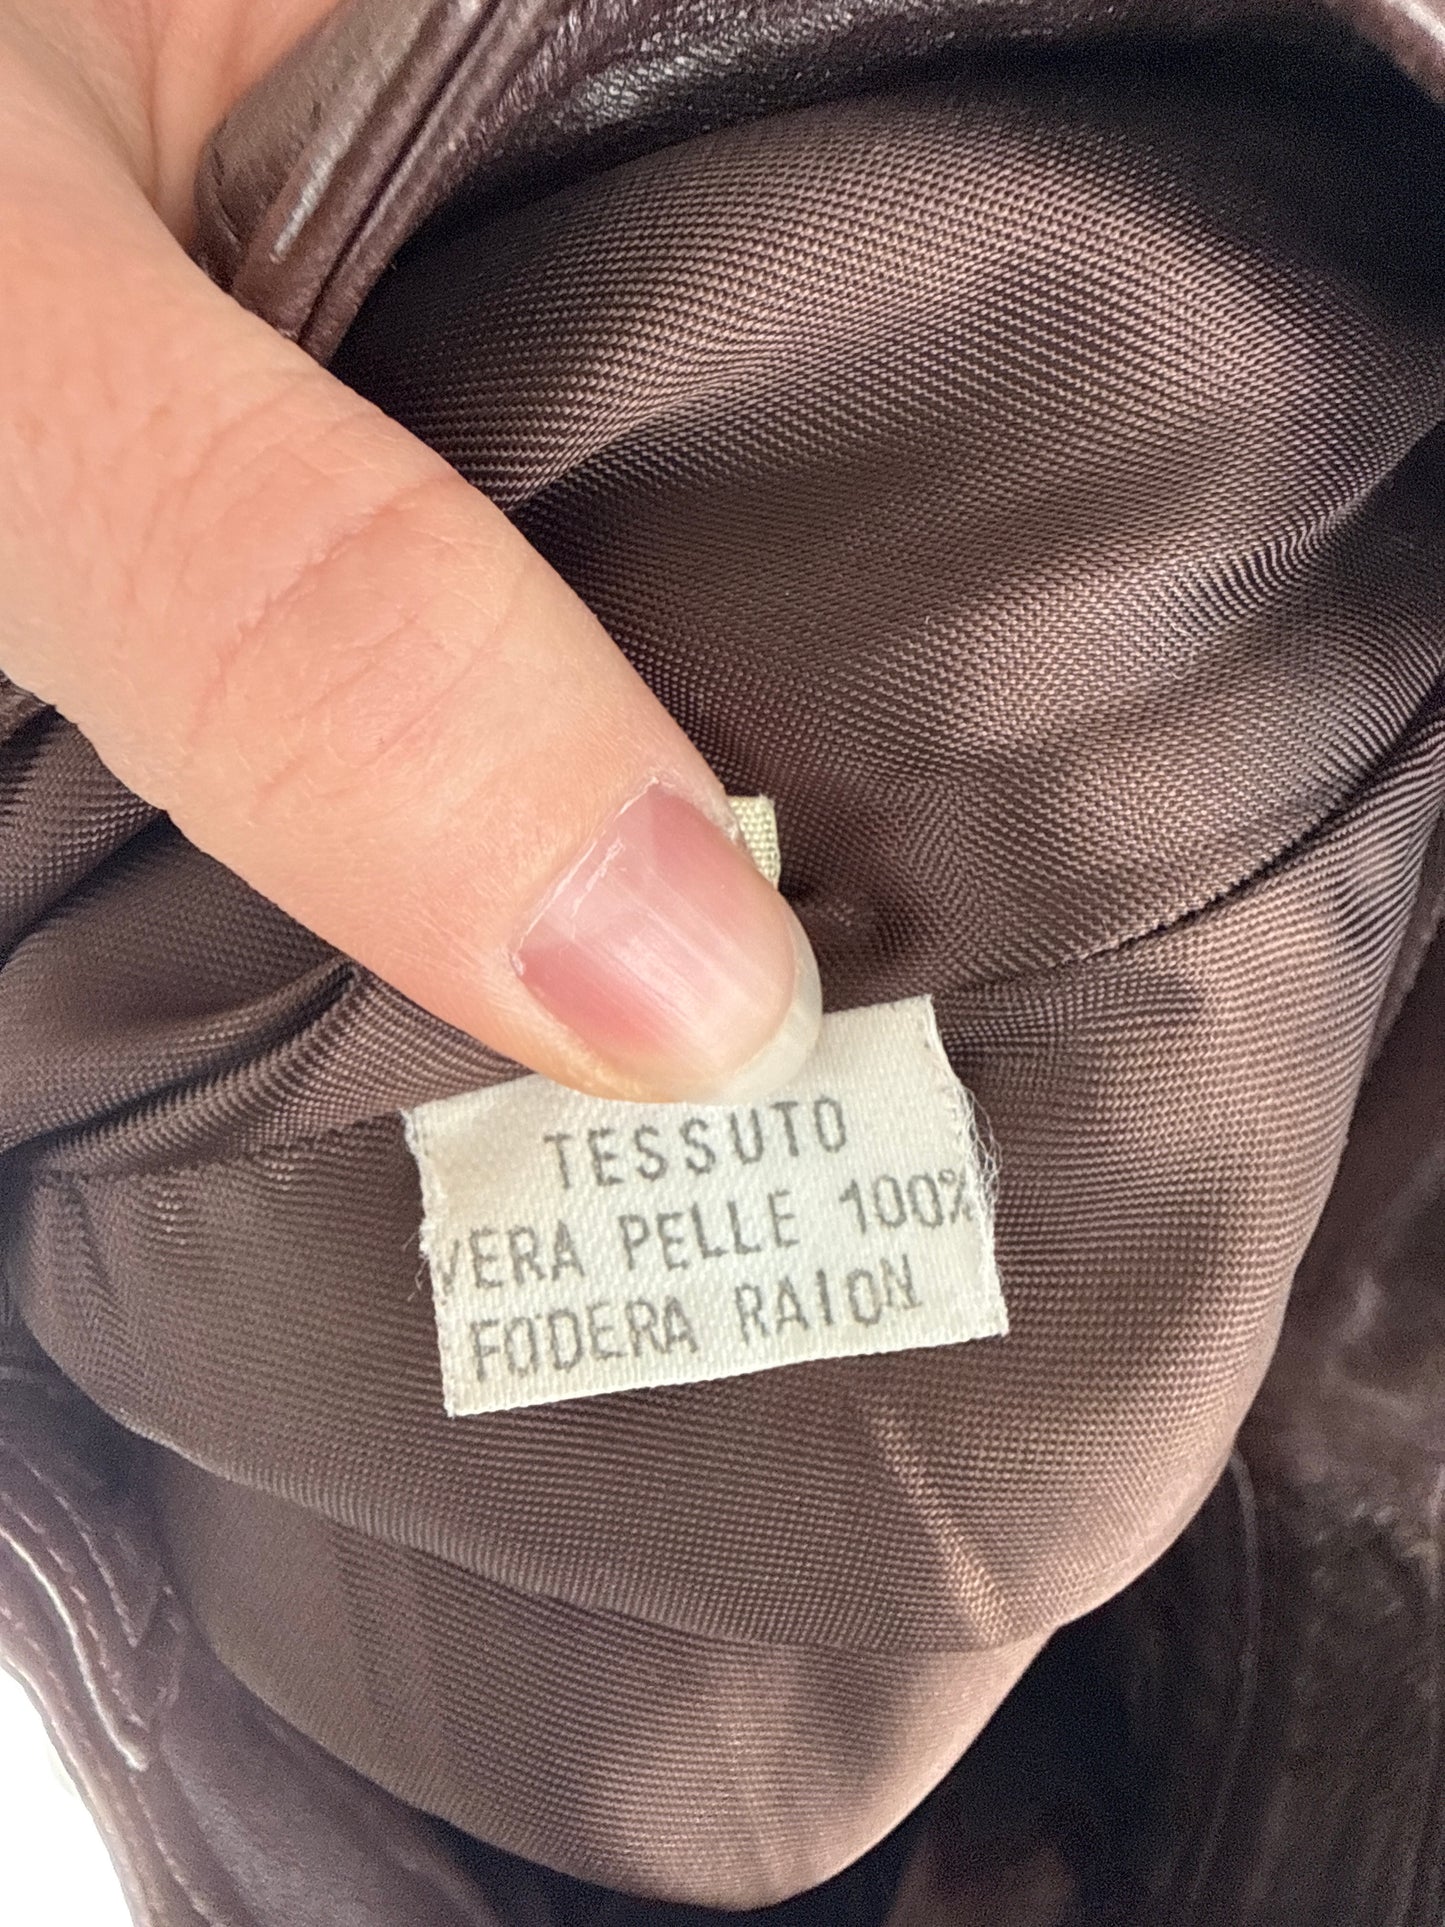 TESSUTO
VERA PELLE 100%
FODERA RAION